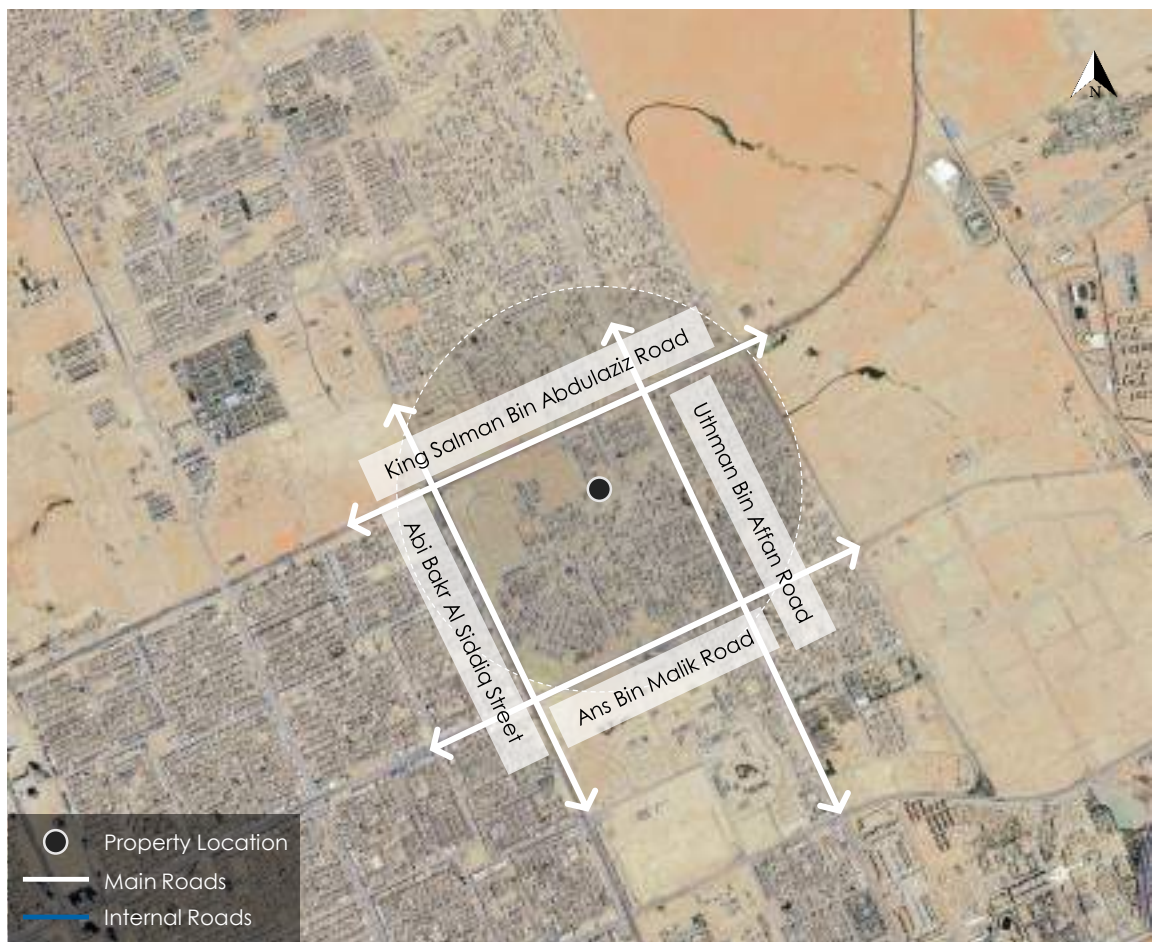 N
King Salman Bin Abdulaziz Road
Uthman Bin Affan Road
Abi Bakr Al Siddiq Street
Ans Bin Malik Road
Property Location
Main Roads
Internal Roads